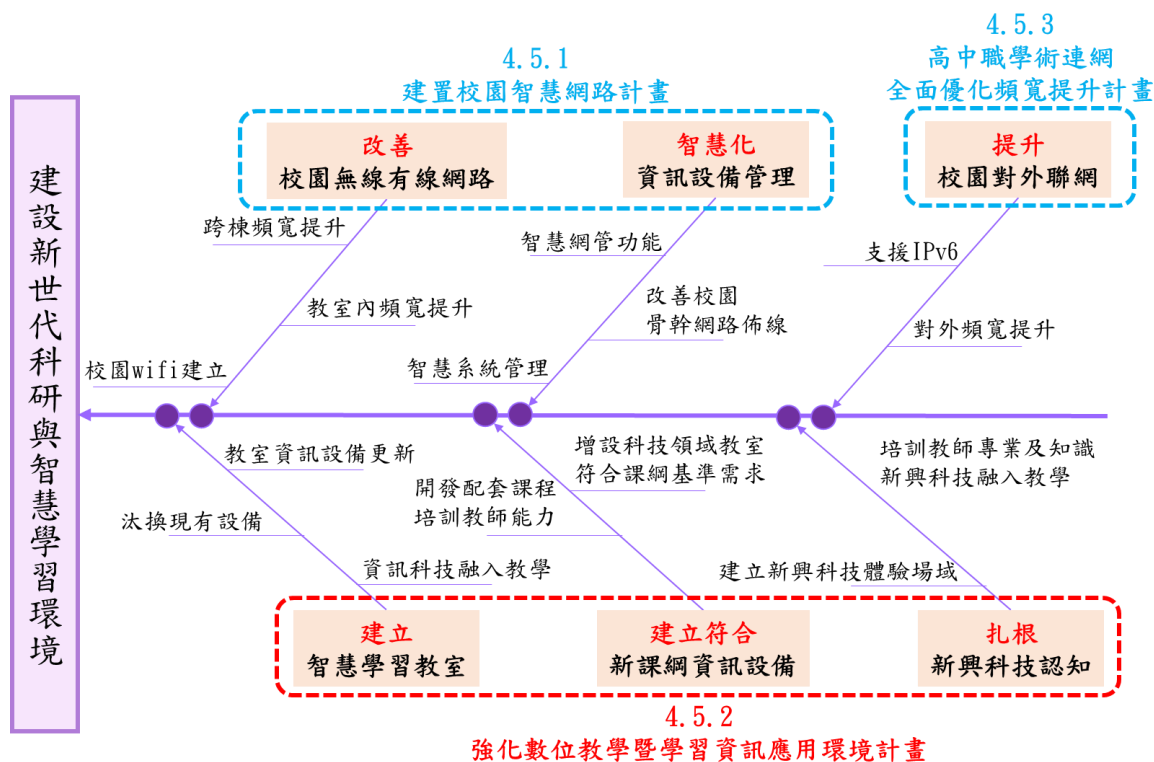 4.5.1
建置校園智慧網路計畫
4.5.3
高中職學術連網
全面優化頻寬提升計畫
改善
校園無線有線網路
智慧化
資訊設備管理
提升
校園對外聯網
建設新世代科研與智慧學習環境
跨棟頻寬提升
教室內頻寬提升
校園wifi建立
智慧網管功能
改善校園
骨幹網路佈線
智慧系統管理
支援IPv6
對外頻寬提升
教室資訊設備更新
汰換現有設備
資訊科技融入教學
增設科技領域教室
符合課綱基準需求
開發配套課程
培訓教師能力
培訓教師專業及知識
新興科技融入教學
建立新興科技體驗場域
建立
智慧學習教室
建立符合
新課綱資訊設備
扎根
新興科技認知
4.5.2
強化數位教學暨學習資訊應用環境計畫